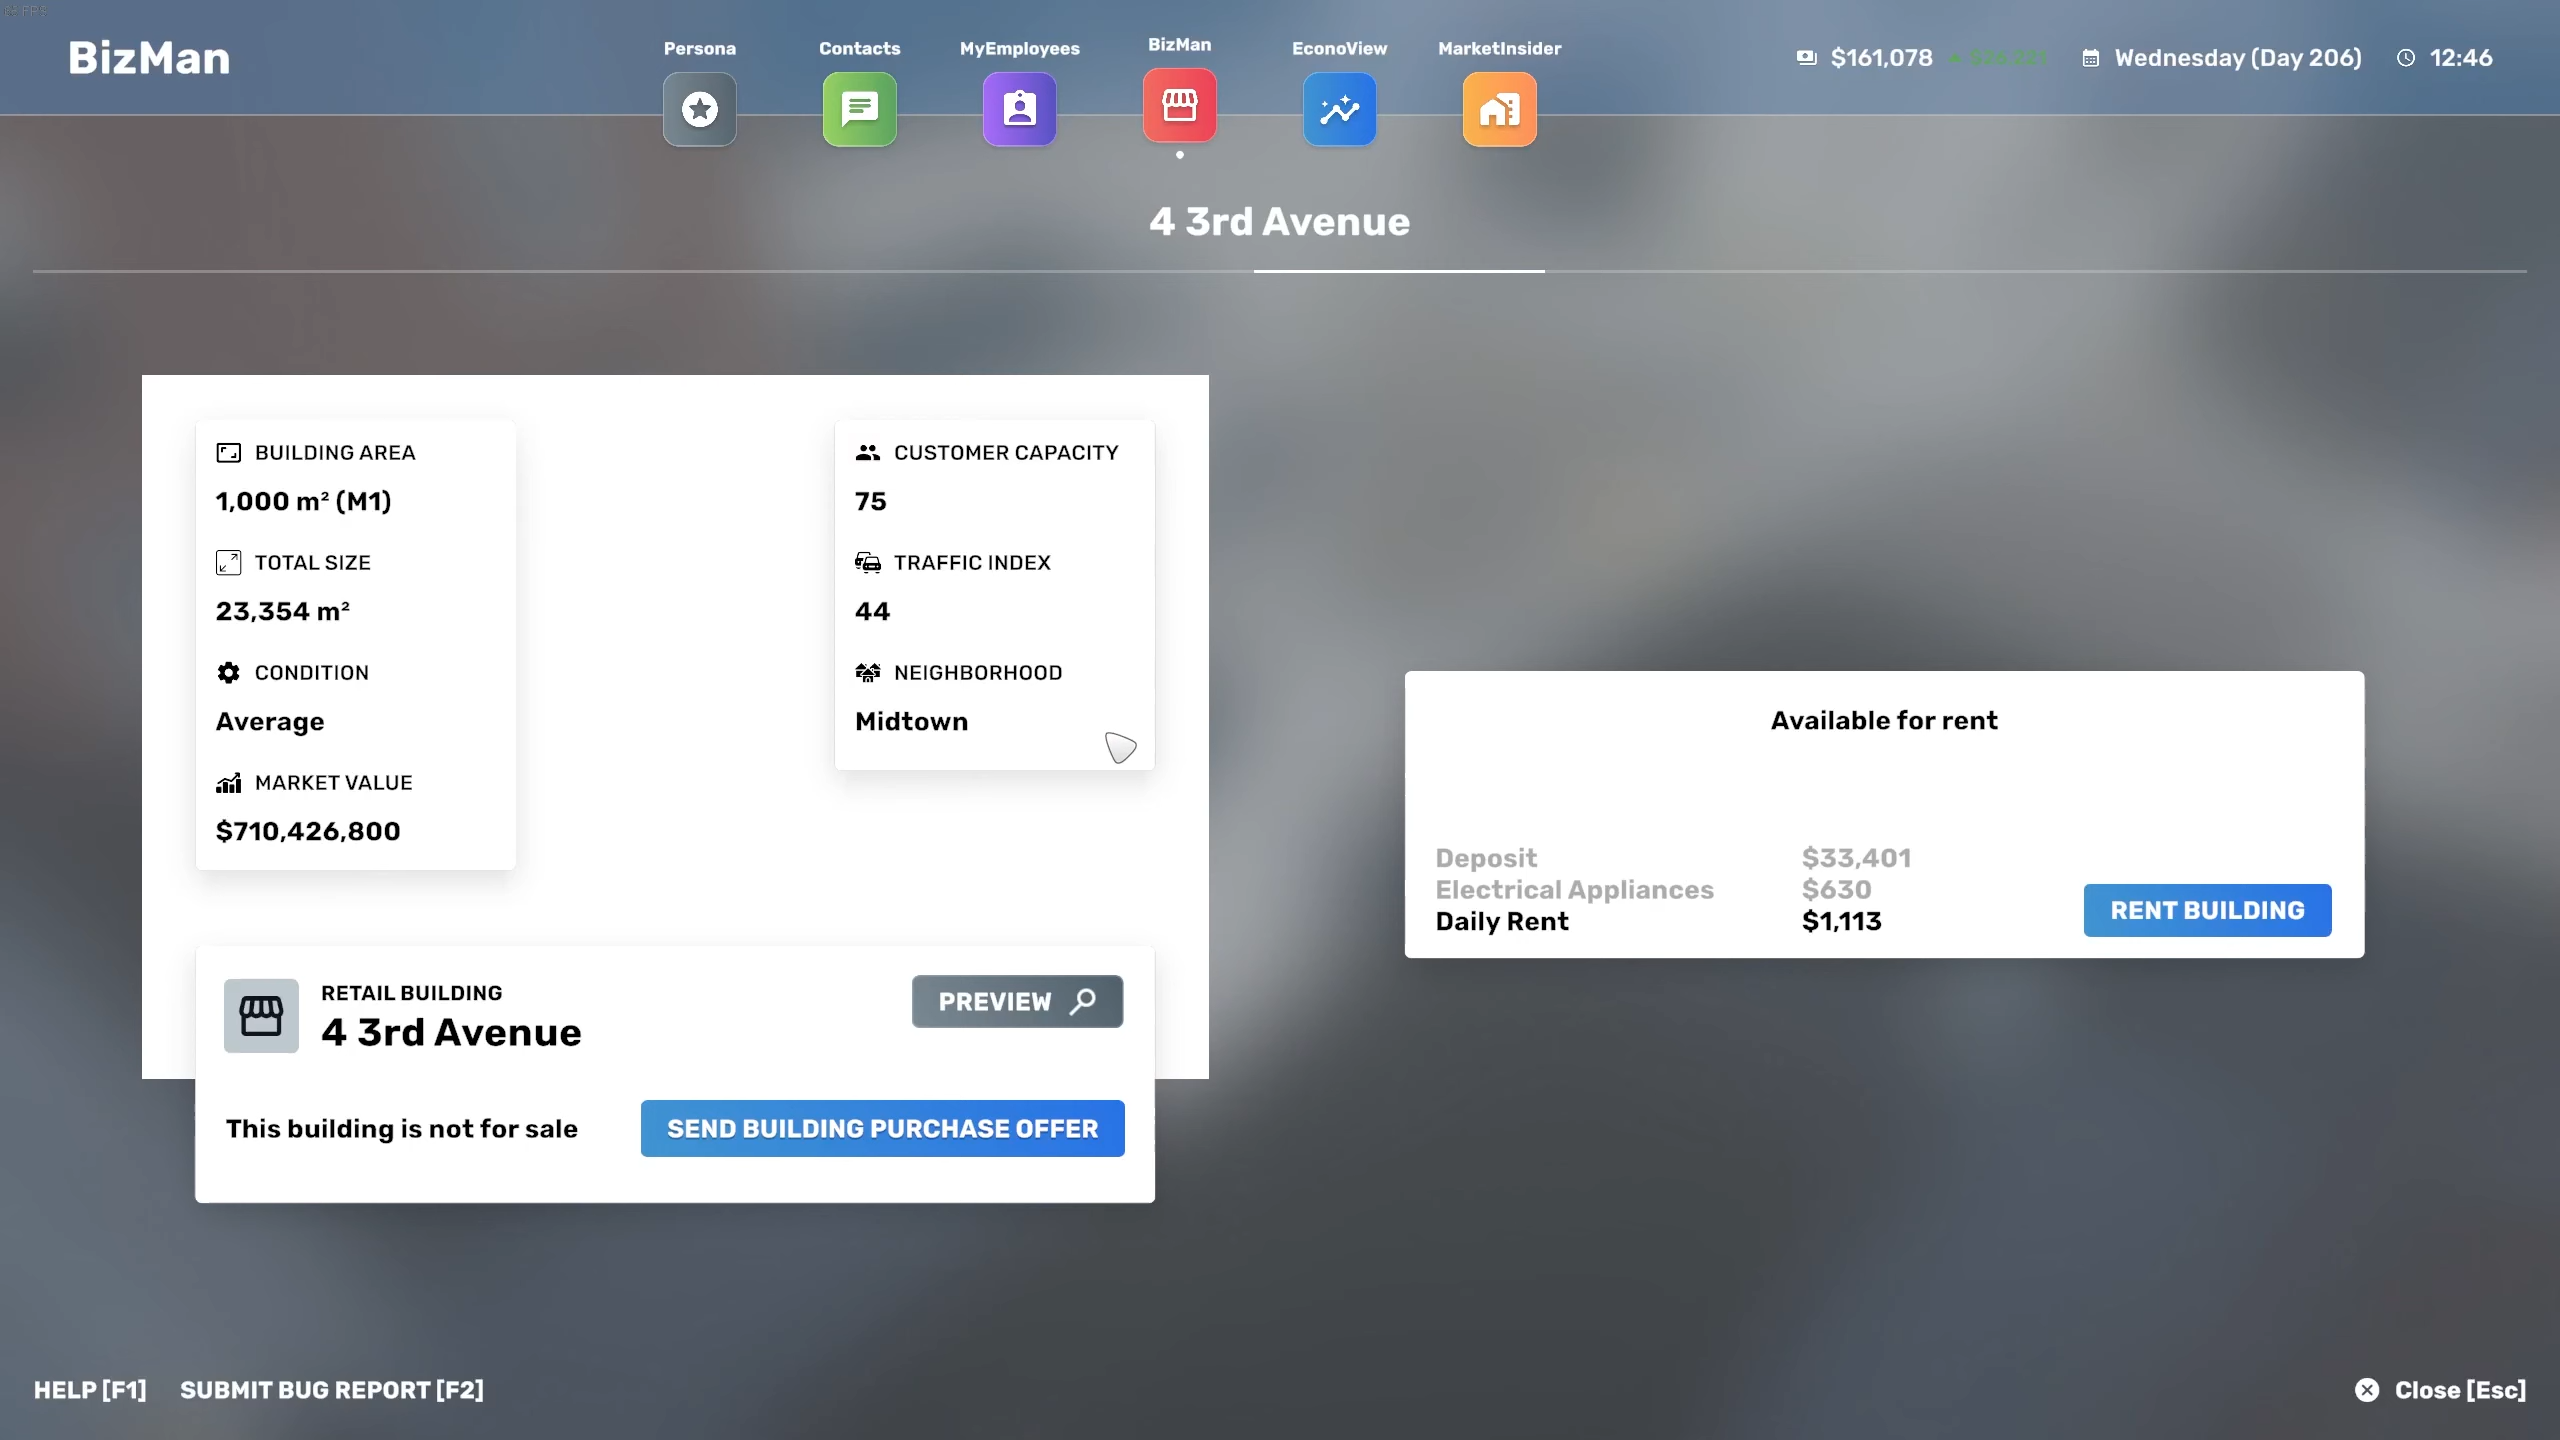 BizMan
Persona
Contacts
MyEmployees
BizMan
EconoView
MarketInsider
$161,078
Wednesday (Day 206)
12:46
4 3rd Avenue
BUILDING AREA
1,000 m² (M1)
TOTAL SIZE
23,354 m²
CONDITION
Average
MARKET VALUE
$710,426,800
CUSTOMER CAPACITY
75
TRAFFIC INDEX
44
NEIGHBORHOOD
Midtown
RETAIL BUILDING
4 3rd Avenue
PREVIEW
This building is not for sale
SEND BUILDING PURCHASE OFFER
Available for rent
Deposit $33,401
Electrical Appliances $630
Daily Rent $1,113
RENT BUILDING
HELP [F1]
SUBMIT BUG REPORT [F2]
Close [Esc]